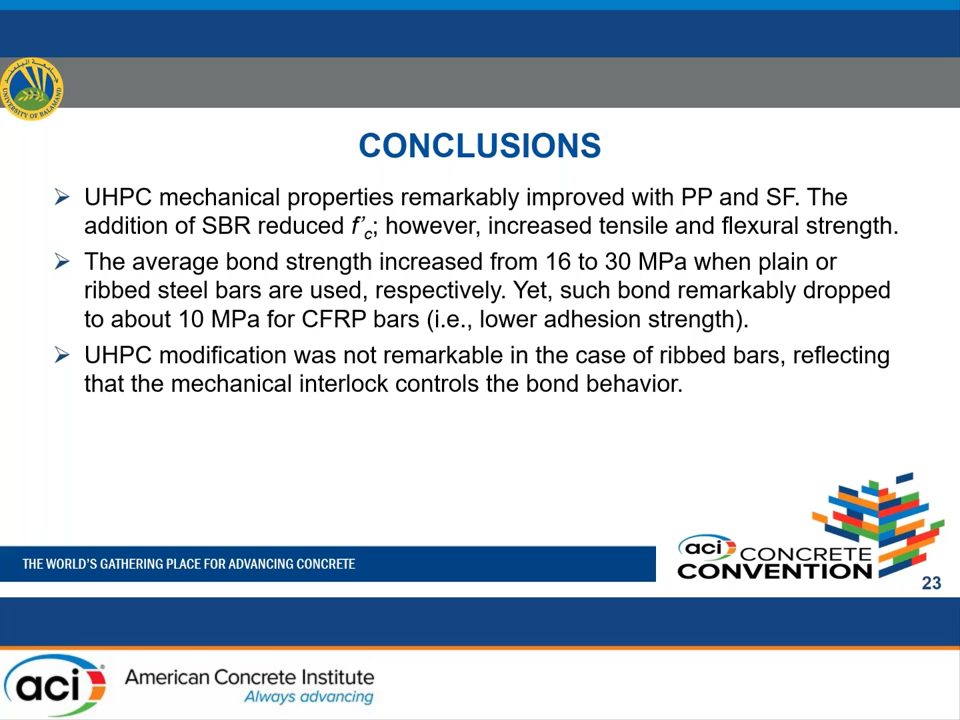 UNIVERSITY OF BALAMAND
CONCLUSIONS
➢ UHPC mechanical properties remarkably improved with PP and SF. The
addition of SBR reduced f’c; however, increased tensile and flexural strength.
➢ The average bond strength increased from 16 to 30 MPa when plain or
ribbed steel bars are used, respectively. Yet, such bond remarkably dropped
to about 10 MPa for CFRP bars (i.e., lower adhesion strength).
➢ UHPC modification was not remarkable in the case of ribbed bars, reflecting
that the mechanical interlock controls the bond behavior.
THE WORLD’S GATHERING PLACE FOR ADVANCING CONCRETE
aci CONCRETE
CONVENTION
23
aci American Concrete Institute
Always advancing